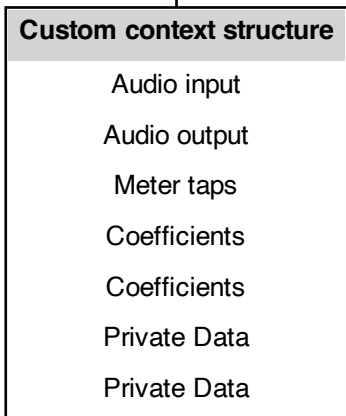 Custom context structure
Audio input
Audio output
Meter taps
Coefficients
Coefficients
Private Data
Private Data